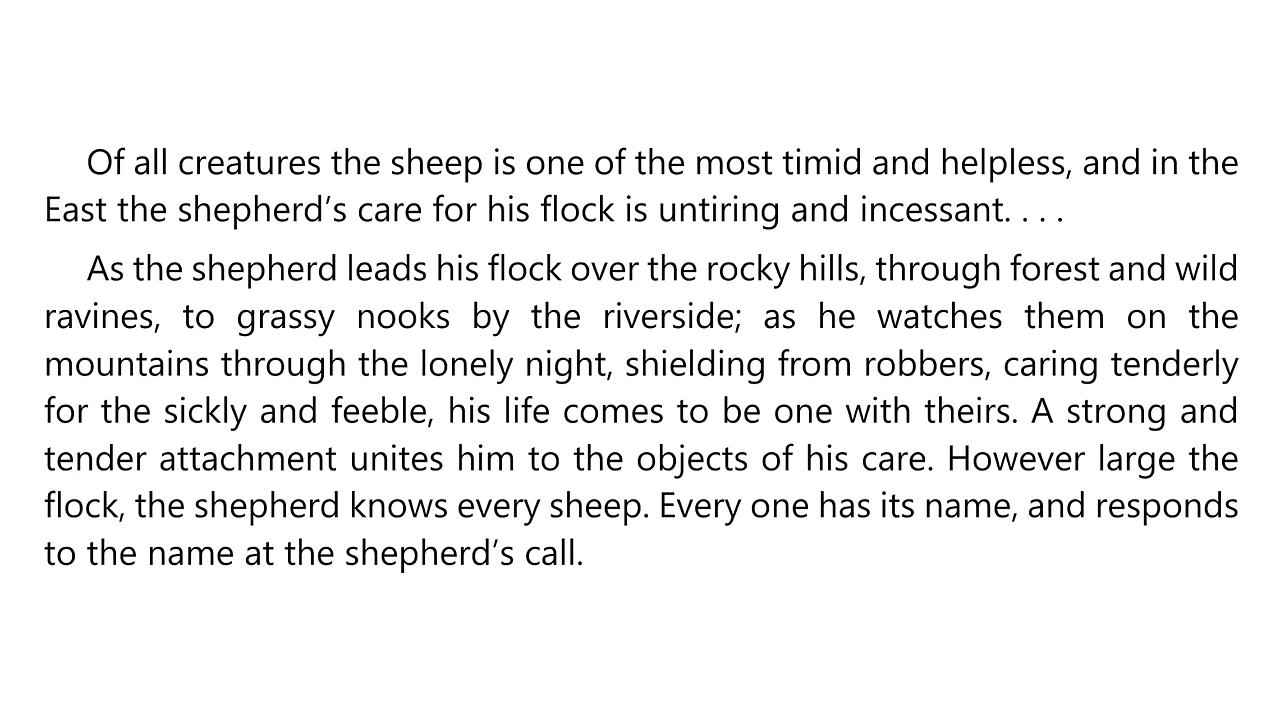 Of all creatures the sheep is one of the most timid and helpless, and in the
East the shepherd’s care for his flock is untiring and incessant. . . .
As the shepherd leads his flock over the rocky hills, through forest and wild
ravines, to grassy nooks by the riverside; as he watches them on the
mountains through the lonely night, shielding from robbers, caring tenderly
for the sickly and feeble, his life comes to be one with theirs. A strong and
tender attachment unites him to the objects of his care. However large the
flock, the shepherd knows every sheep. Every one has its name, and responds
to the name at the shepherd’s call.